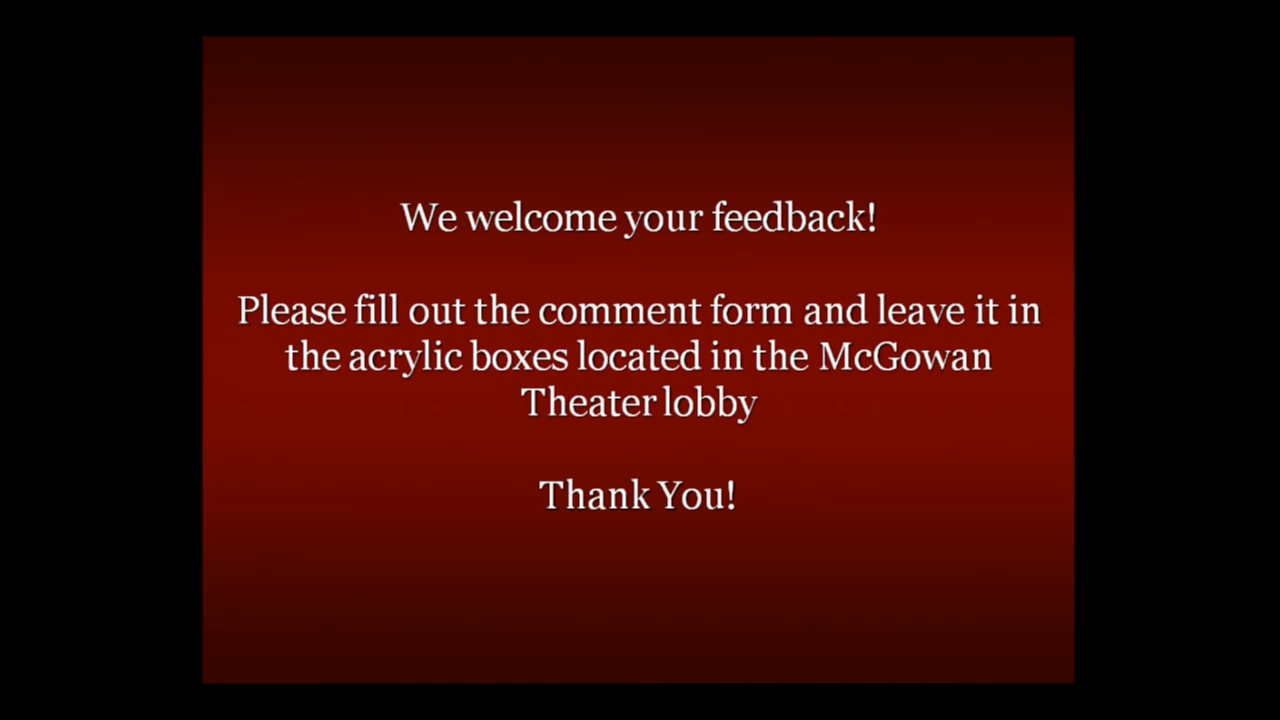 We welcome your feedback!
Please fill out the comment form and leave it in
the acrylic boxes located in the McGowan
Theater lobby
Thank You!